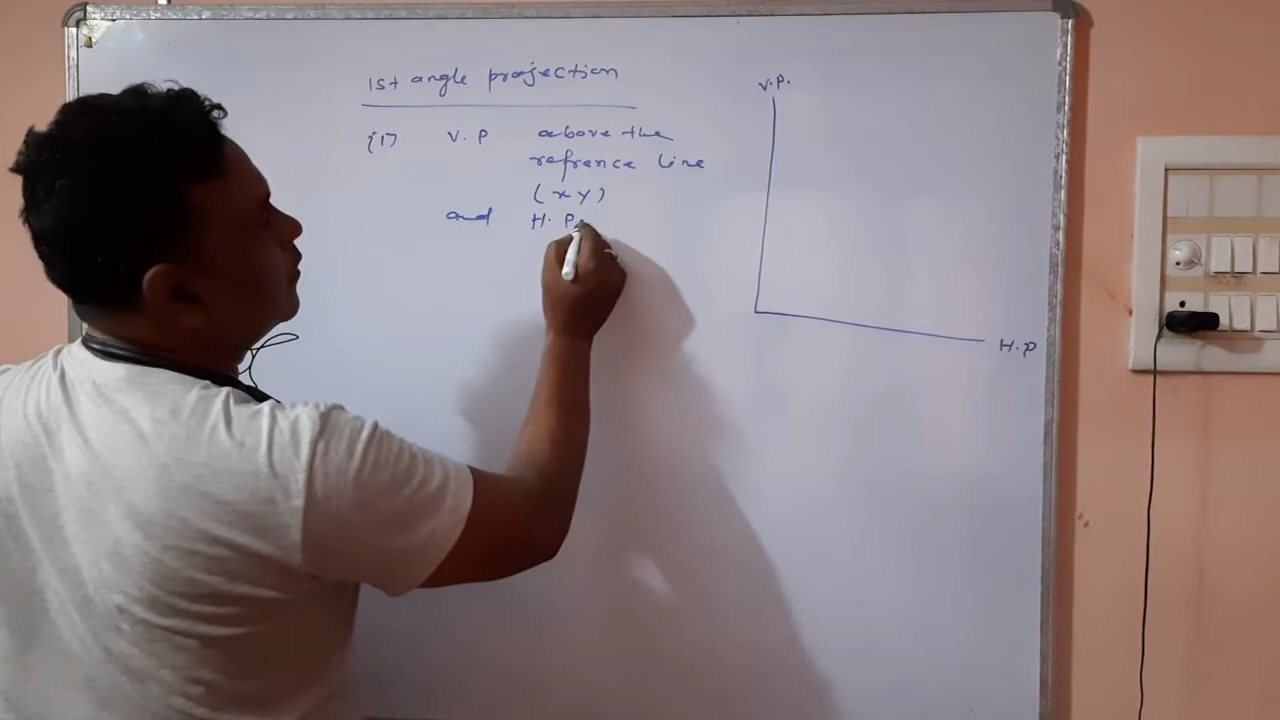 1st angle projection
(1) V.P above the
refrence line
(xy)
and H.P.
V.P.
H.P